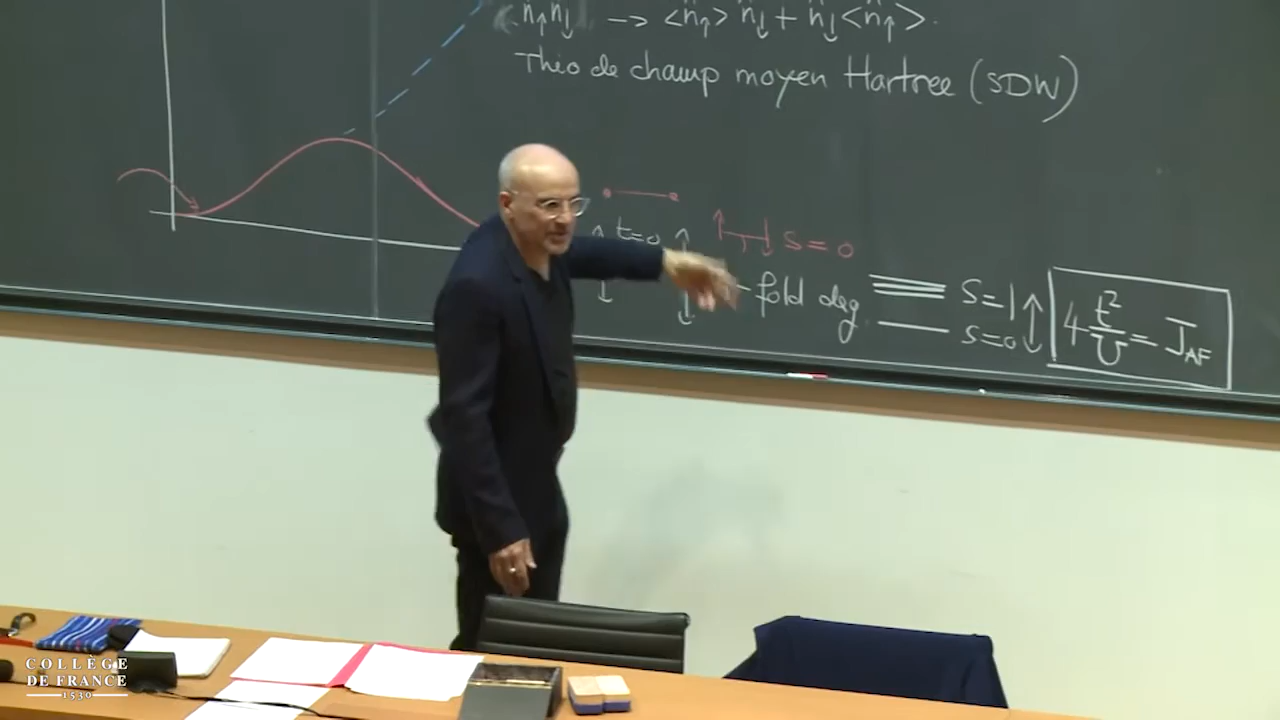 n̂↑n̂↓ → <n̂↑> n̂↓ + n̂↓<n̂↑>.
Théo de champ moyen Hartree (SDW)
t=0
S=0
-fold deg
S=1
S=0
4 t²/U = J_AF
COLLÈGE
DE FRANCE
1530